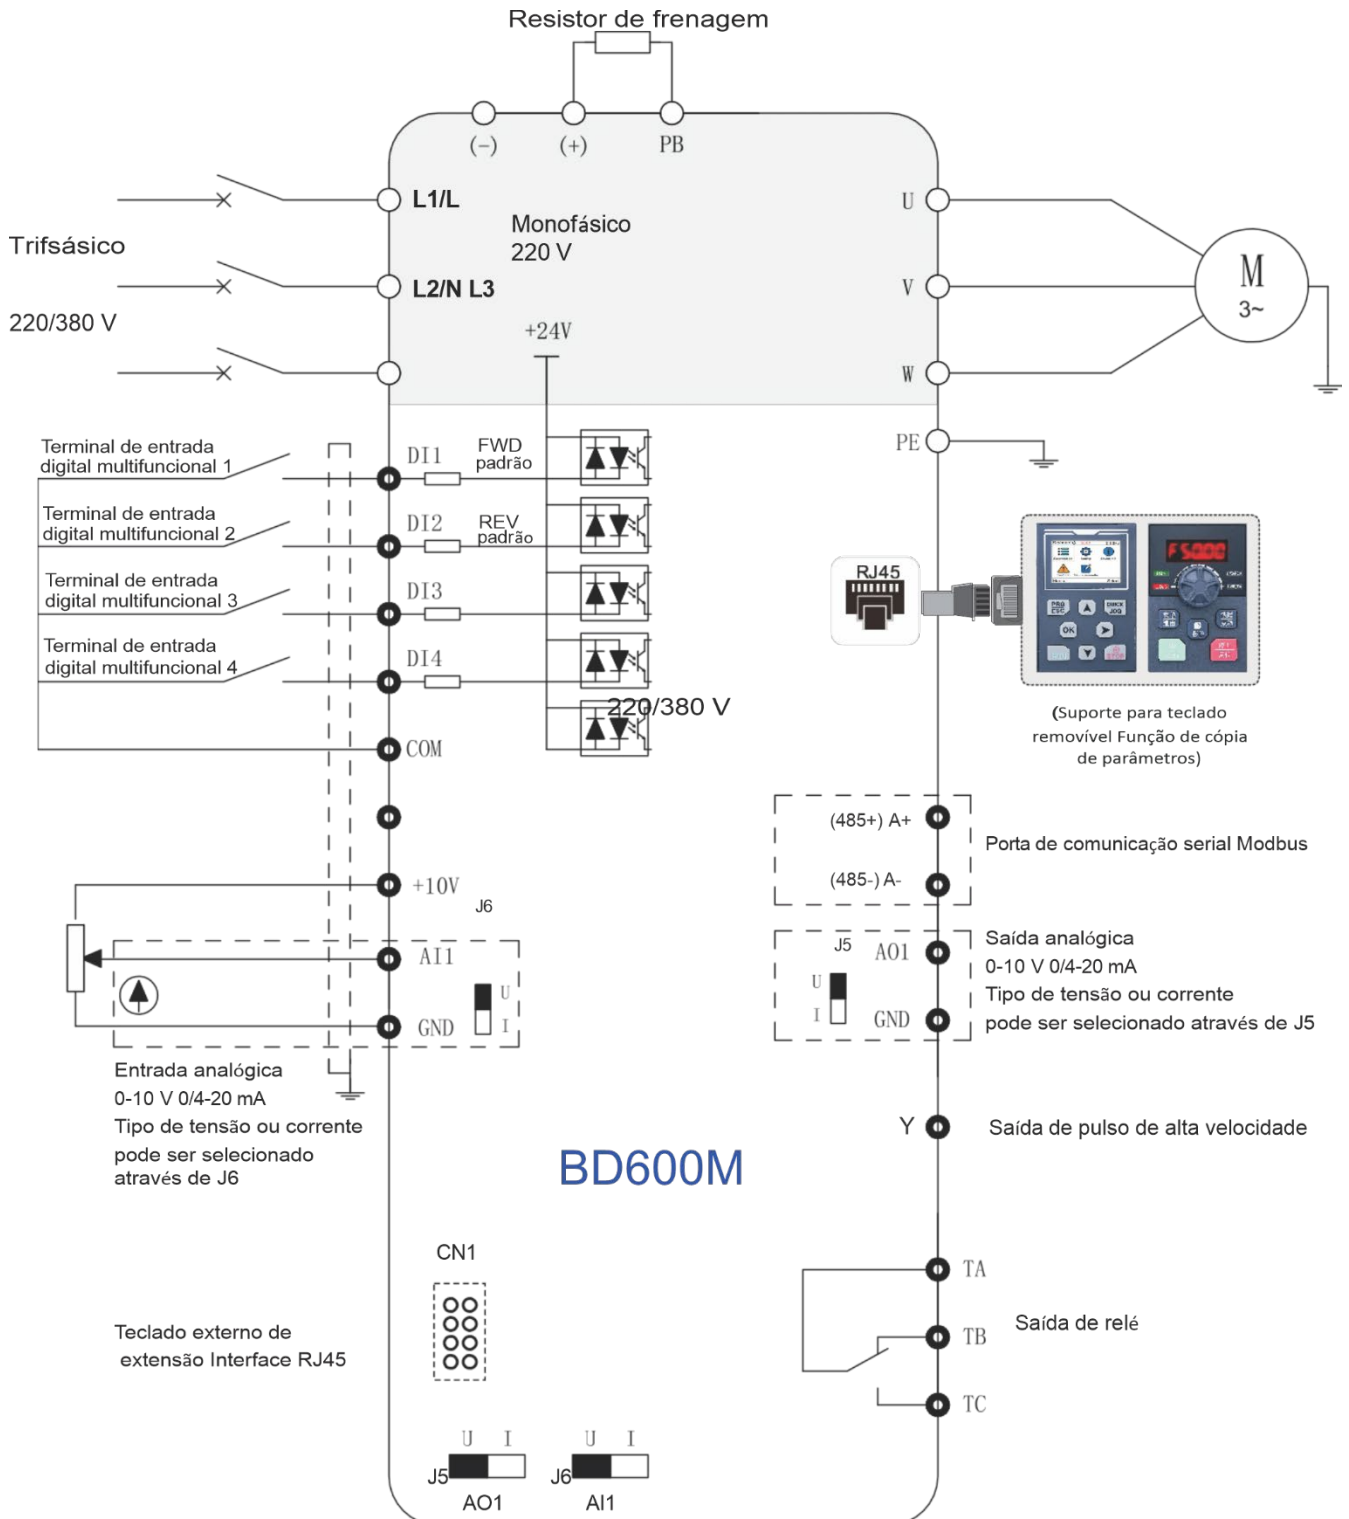 Resistor de frenagem
(-)
(+)
PB
L1/L
Monofásico
220 V
U
Trifsásico
L2/N L3
V
M
3~
220/380 V
+24V
W
Terminal de entrada
digital multifuncional 1
DI1
FWD
padrão
PE
Terminal de entrada
digital multifuncional 2
DI2
REV
padrão
RJ45
F50.00
Terminal de entrada
digital multifuncional 3
DI3
Terminal de entrada
digital multifuncional 4
DI4
OK
220/380 V
(Suporte para teclado
removível Função de cópia
de parâmetros)
COM
(485+) A+
Porta de comunicação serial Modbus
(485-) A-
+10V
J6
AI1
U
I
GND
J5
AO1
U
I
GND
Saída analógica
0-10 V 0/4-20 mA
Tipo de tensão ou corrente
pode ser selecionado através de J5
Entrada analógica
0-10 V 0/4-20 mA
Tipo de tensão ou corrente
pode ser selecionado
através de J6
Y
Saída de pulso de alta velocidade
BD600M
CN1
TA
Teclado externo de
extensão Interface RJ45
TB
Saída de relé
TC
U I
J5
AO1
U I
J6
AI1